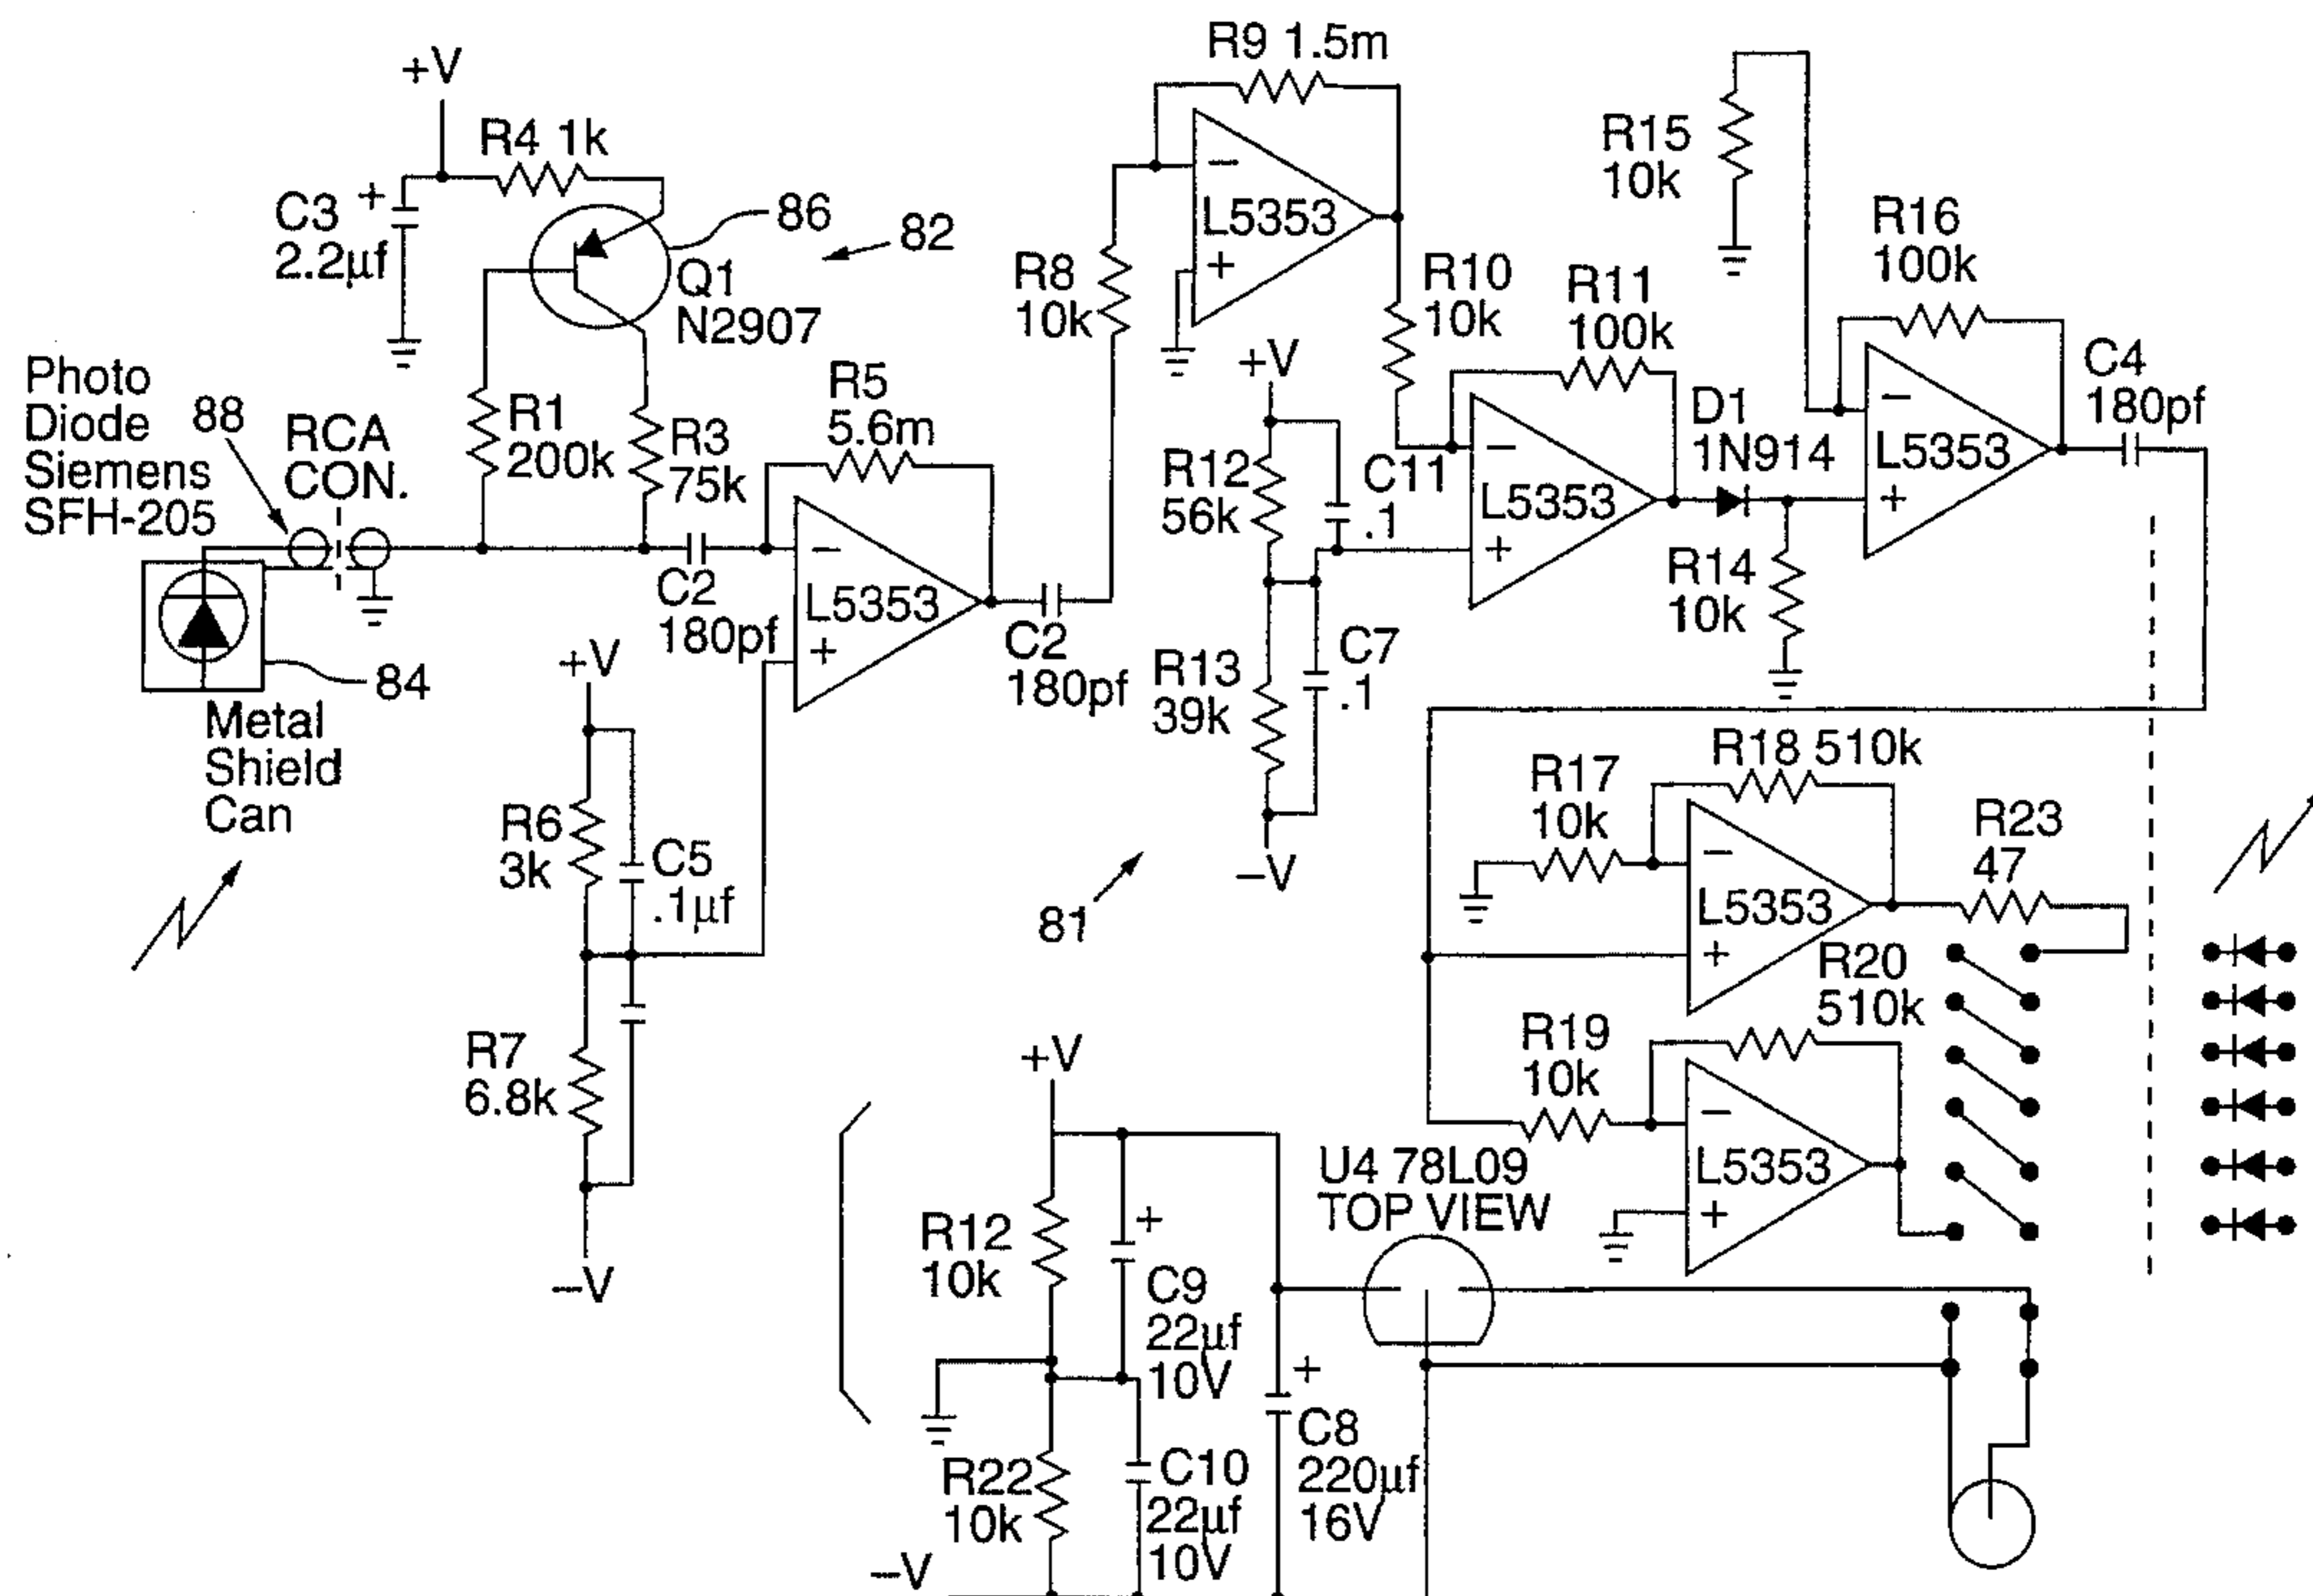 +V
R4 1k
C3 +
2.2µf
86
82
Q1
N2907
Photo
Diode
Siemens
SFH-205
88
RCA
CON.
R1
200k
R3
75k
R5
5.6m
C2
180pf
−
L5353
+
C2
180pf
84
Metal
Shield
Can
+V
R6
3k
C5
.1µf
R7
6.8k
−V
R8
10k
R9 1.5m
−
L5353
+
R10
10k
R11
100k
+V
R12
56k
C11
.1
R13
39k
C7
.1
−V
81
−
L5353
+
D1
1N914
R14
10k
R15
10k
R16
100k
−
L5353
+
C4
180pf
R17
10k
R18 510k
−
L5353
+
R23
47
R20
510k
R19
10k
−
L5353
+
+V
R12
10k
+
C9
22µf
10V
R22
10k
C10
22µf
10V
−V
+
C8
220µf
16V
U4 78L09
TOP VIEW